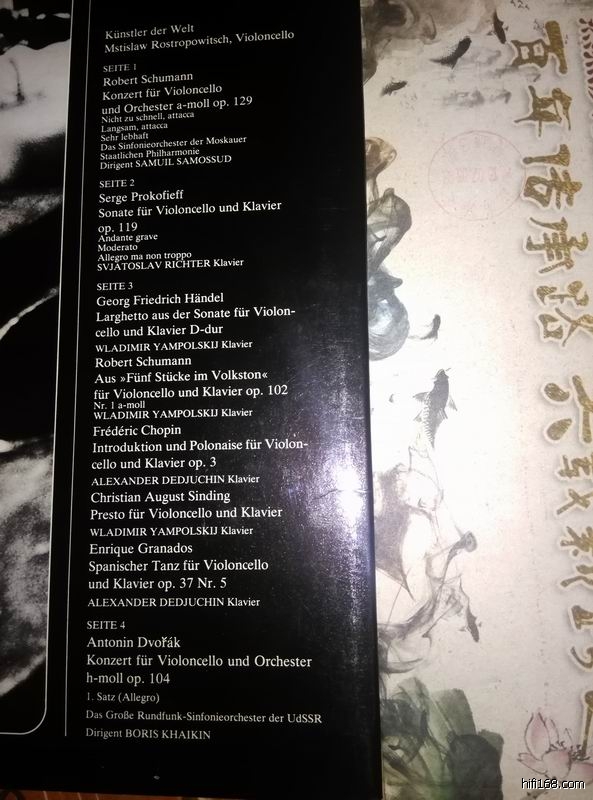 Künstler der Welt
Mstislaw Rostropowitsch, Violoncello
SEITE 1
Robert Schumann
Konzert für Violoncello
und Orchester a-moll op. 129
Nicht zu schnell, attacca
Langsam, attacca
Sehr lebhaft
Das Sinfonieorchester der Moskauer
Staatlichen Philharmonie
Dirigent SAMUIL SAMOSSUD
SEITE 2
Serge Prokofieff
Sonate für Violoncello und Klavier
op. 119
Andante grave
Moderato
Allegro ma non troppo
SVJATOSLAV RICHTER Klavier
SEITE 3
Georg Friedrich Händel
Larghetto aus der Sonate für Violon-
cello und Klavier D-dur
WLADIMIR YAMPOLSKIJ Klavier
Robert Schumann
Aus »Fünf Stücke im Volkston«
für Violoncello und Klavier op. 102
Nr. 1 a-moll
WLADIMIR YAMPOLSKIJ Klavier
Frédéric Chopin
Introduktion und Polonaise für Violon-
cello und Klavier op. 3
ALEXANDER DEDJUCHIN Klavier
Christian August Sinding
Presto für Violoncello und Klavier
WLADIMIR YAMPOLSKIJ Klavier
Enrique Granados
Spanischer Tanz für Violoncello
und Klavier op. 37 Nr. 5
ALEXANDER DEDJUCHIN Klavier
SEITE 4
Antonin Dvořák
Konzert für Violoncello und Orchester
h-moll op. 104
1. Satz (Allegro)
Das Große Rundfunk-Sinfonieorchester der UdSSR
Dirigent BORIS KHAIKIN
百年传承路
hifi168.com